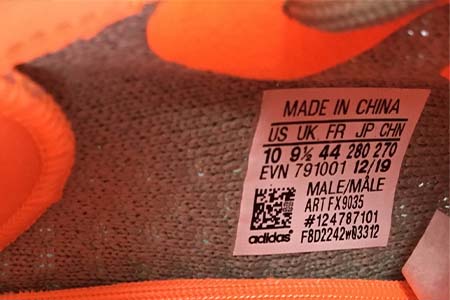 MADE IN CHINA
US UK FR JP CHN
10 9½ 44 280 270
EVN 791001 12/19
MALE/MÂLE
ART FX9035
#124787101
adidas F8D2242W03312